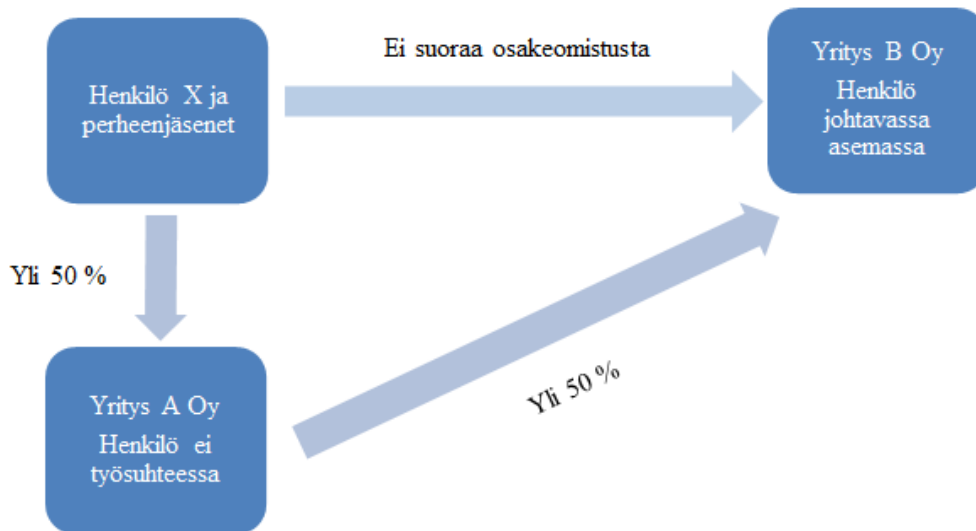 Henkilö X ja
perheenjäsenet
Ei suoraa osakeomistusta
Yritys B Oy
Henkilö
johtavassa
asemassa
Yli 50 %
Yli 50 %
Yritys A Oy
Henkilö ei
työsuhteessa